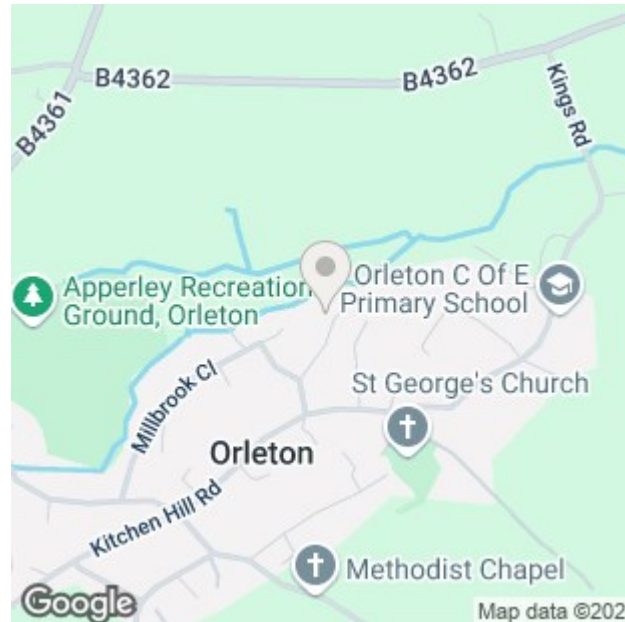 B4362
B4362
B4361
Kings Rd
Apperley Recreation
Ground, Orleton
Orleton C Of E
Primary School
Millbrook Cl
St George's Church
Orleton
Kitchen Hill Rd
Methodist Chapel
Google
Map data ©202